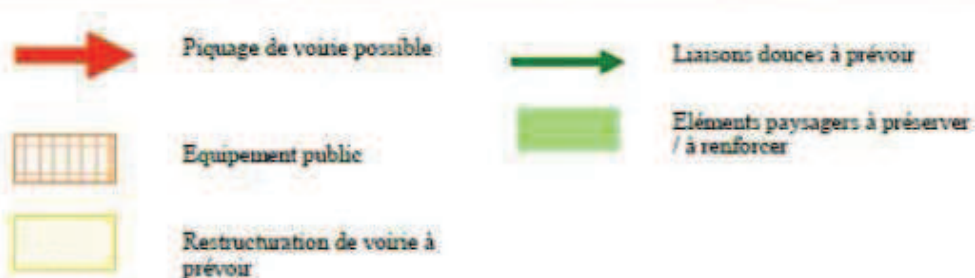 Piquage de voirie possible
Equipement public
Restructuration de voirie à
prévoir
Liaisons douces à prévoir
Eléments paysagers à préserver
/ à renforcer